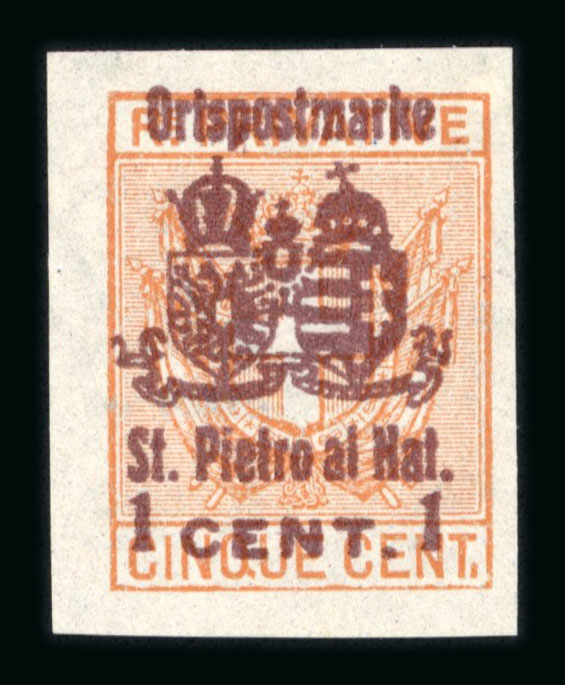 Ortspostmarke
St. Pietro al Nat.
1 CENT. 1
CINQUE CENT.